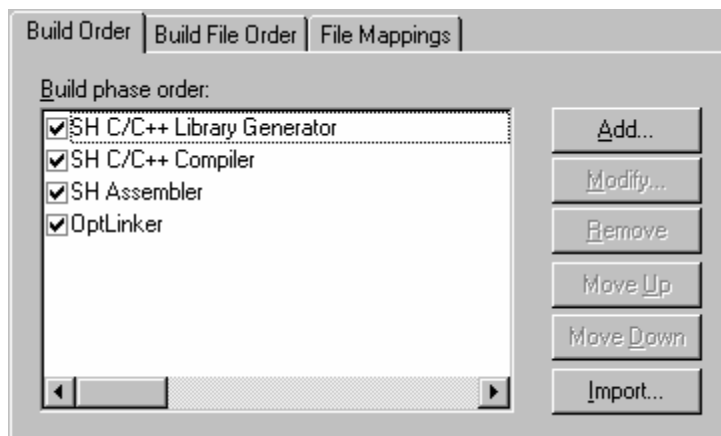 Build Order Build File Order File Mappings
Build phase order:
SH C/C++ Library Generator
SH C/C++ Compiler
SH Assembler
OptLinker
Add...
Modify...
Remove
Move Up
Move Down
Import...